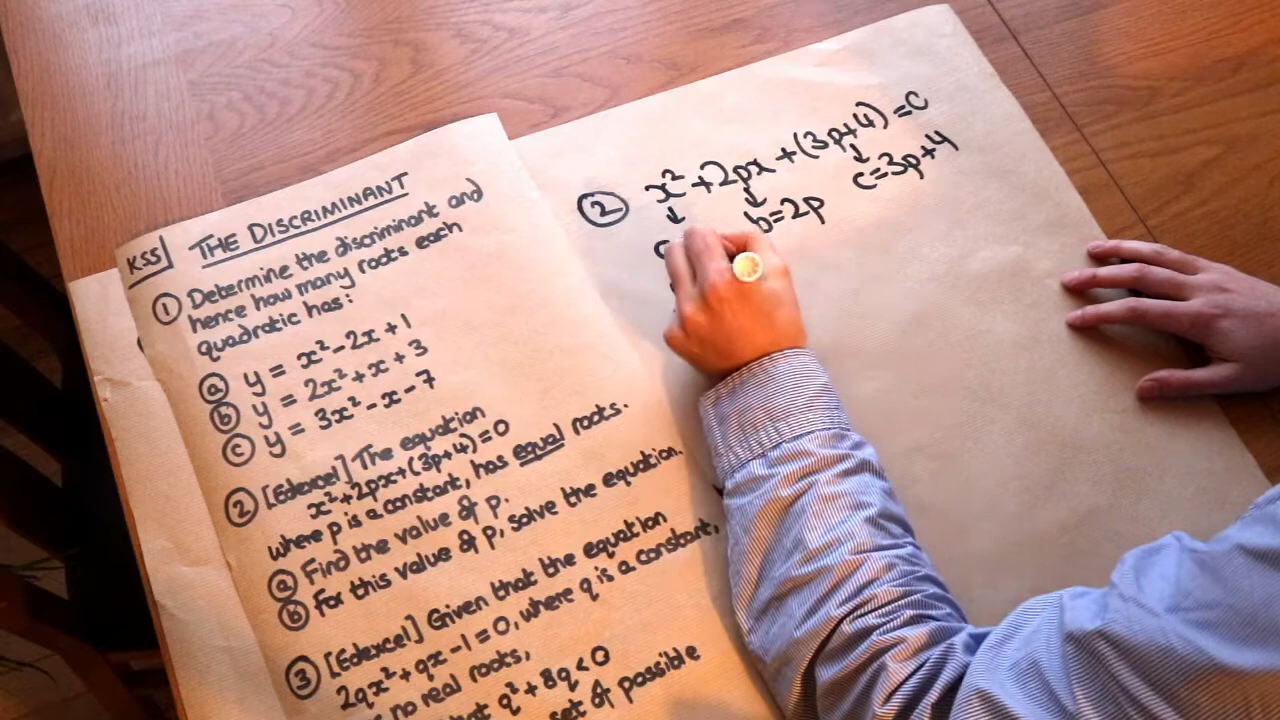 KS5
THE DISCRIMINANT
① Determine the discriminant and
hence how many roots each
quadratic has:
ⓐ y = x² - 2x + 1
ⓑ y = 2x² + x + 3
ⓒ y = 3x² - x - 7
② [Edexcel] The equation
x² + 2px + (3p+4) = 0
where p is a constant, has equal roots.
ⓐ Find the value of p.
ⓑ For this value of p, solve the equation.
③ [Edexcel] Given that the equation
2qx² + qx - 1 = 0, where q is a constant,
no real roots,
q² + 8q < 0
set of possible
② x² + 2px + (3p+4) = 0
b = 2p
c = 3p+4